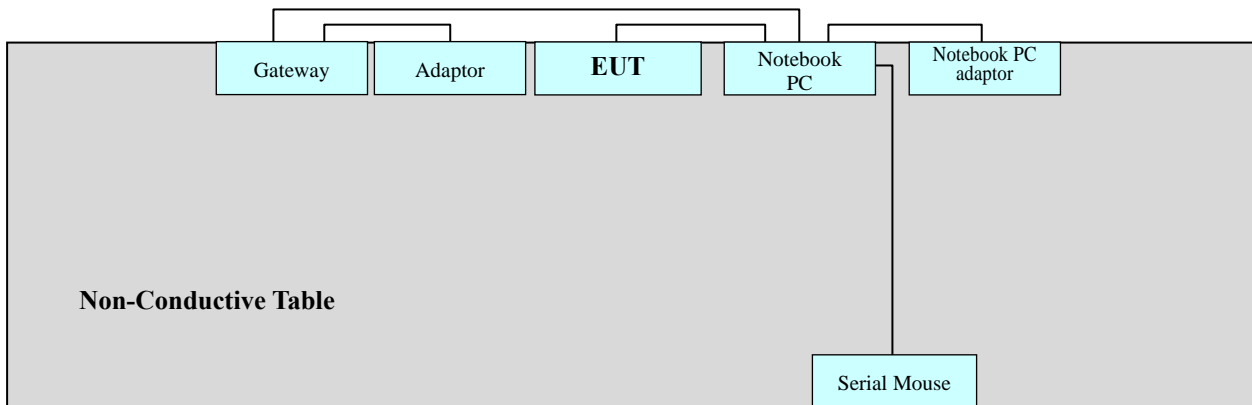 Gateway
Adaptor
EUT
Notebook
PC
Notebook PC
adaptor
Non-Conductive Table
Serial Mouse